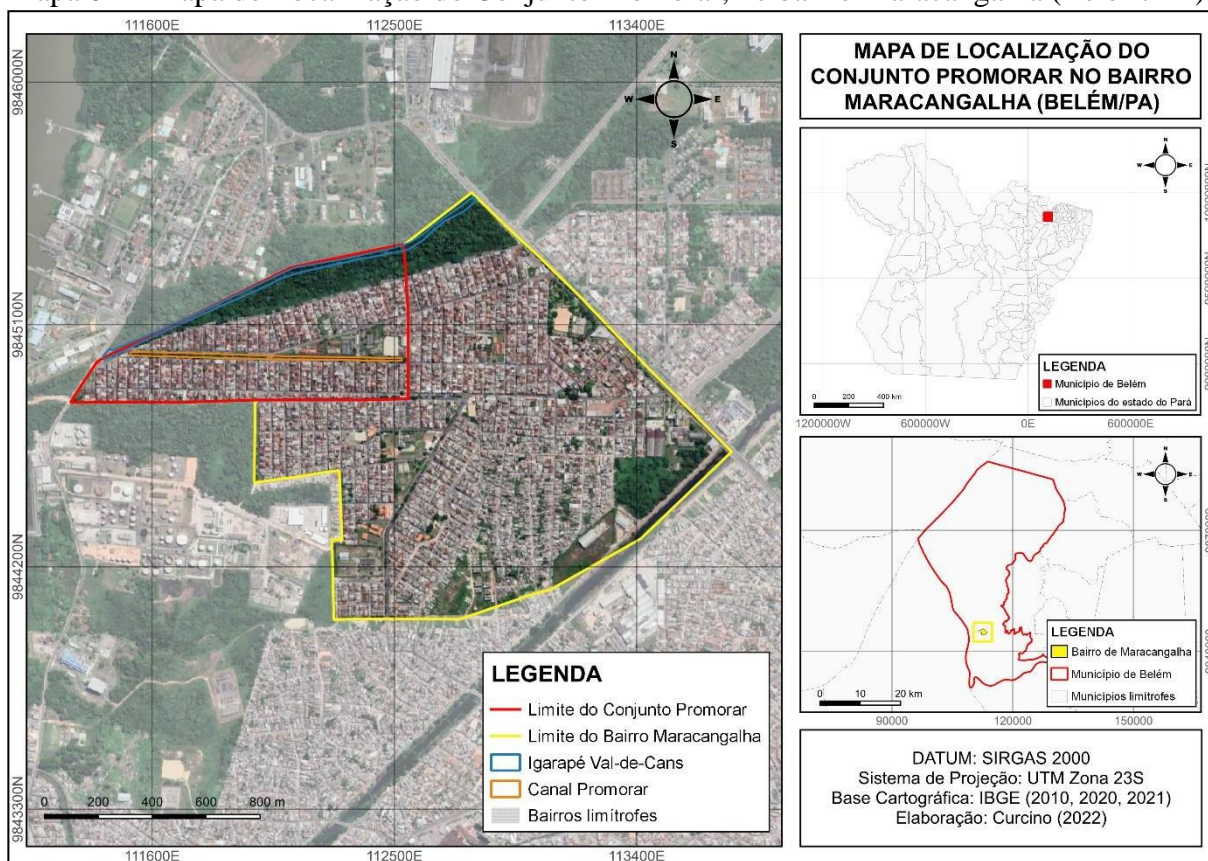 MAPA DE LOCALIZAÇÃO DO
CONJUNTO PROMORAR NO BAIRRO
MARACANGALHA (BELÉM/PA)
111600E
112500E
113400E
9846000N
9845100N
9844200N
9843300N
N
W
E
S
LEGENDA
Limite do Conjunto Promorar
Limite do Bairro Maracangalha
Igarapé Val-de-Cans
Canal Promorar
Bairros limítrofes
0 200 400 600 800 m
111600E
112500E
113400E
N
W
E
S
LEGENDA
Município de Belém
Municípios do estado do Pará
0 200 400 km
1200000W
600000W
0E
600000E
N
W
E
S
LEGENDA
Bairro de Maracangalha
Município de Belém
Municípios limítrofes
0 10 20 km
90000
120000
150000
DATUM: SIRGAS 2000
Sistema de Projeção: UTM Zona 23S
Base Cartográfica: IBGE (2010, 2020, 2021)
Elaboração: Curcino (2022)